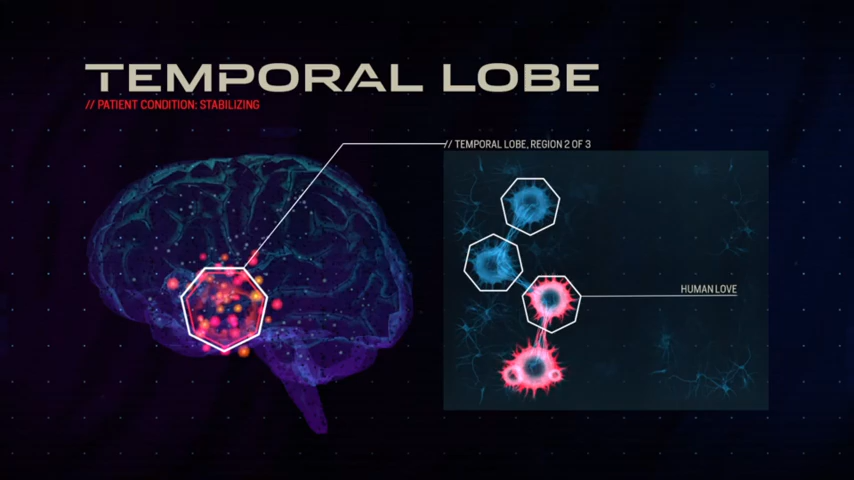 TEMPORAL LOBE
// PATIENT CONDITION: STABILIZING
// TEMPORAL LOBE, REGION 2 OF 3
HUMAN LOVE